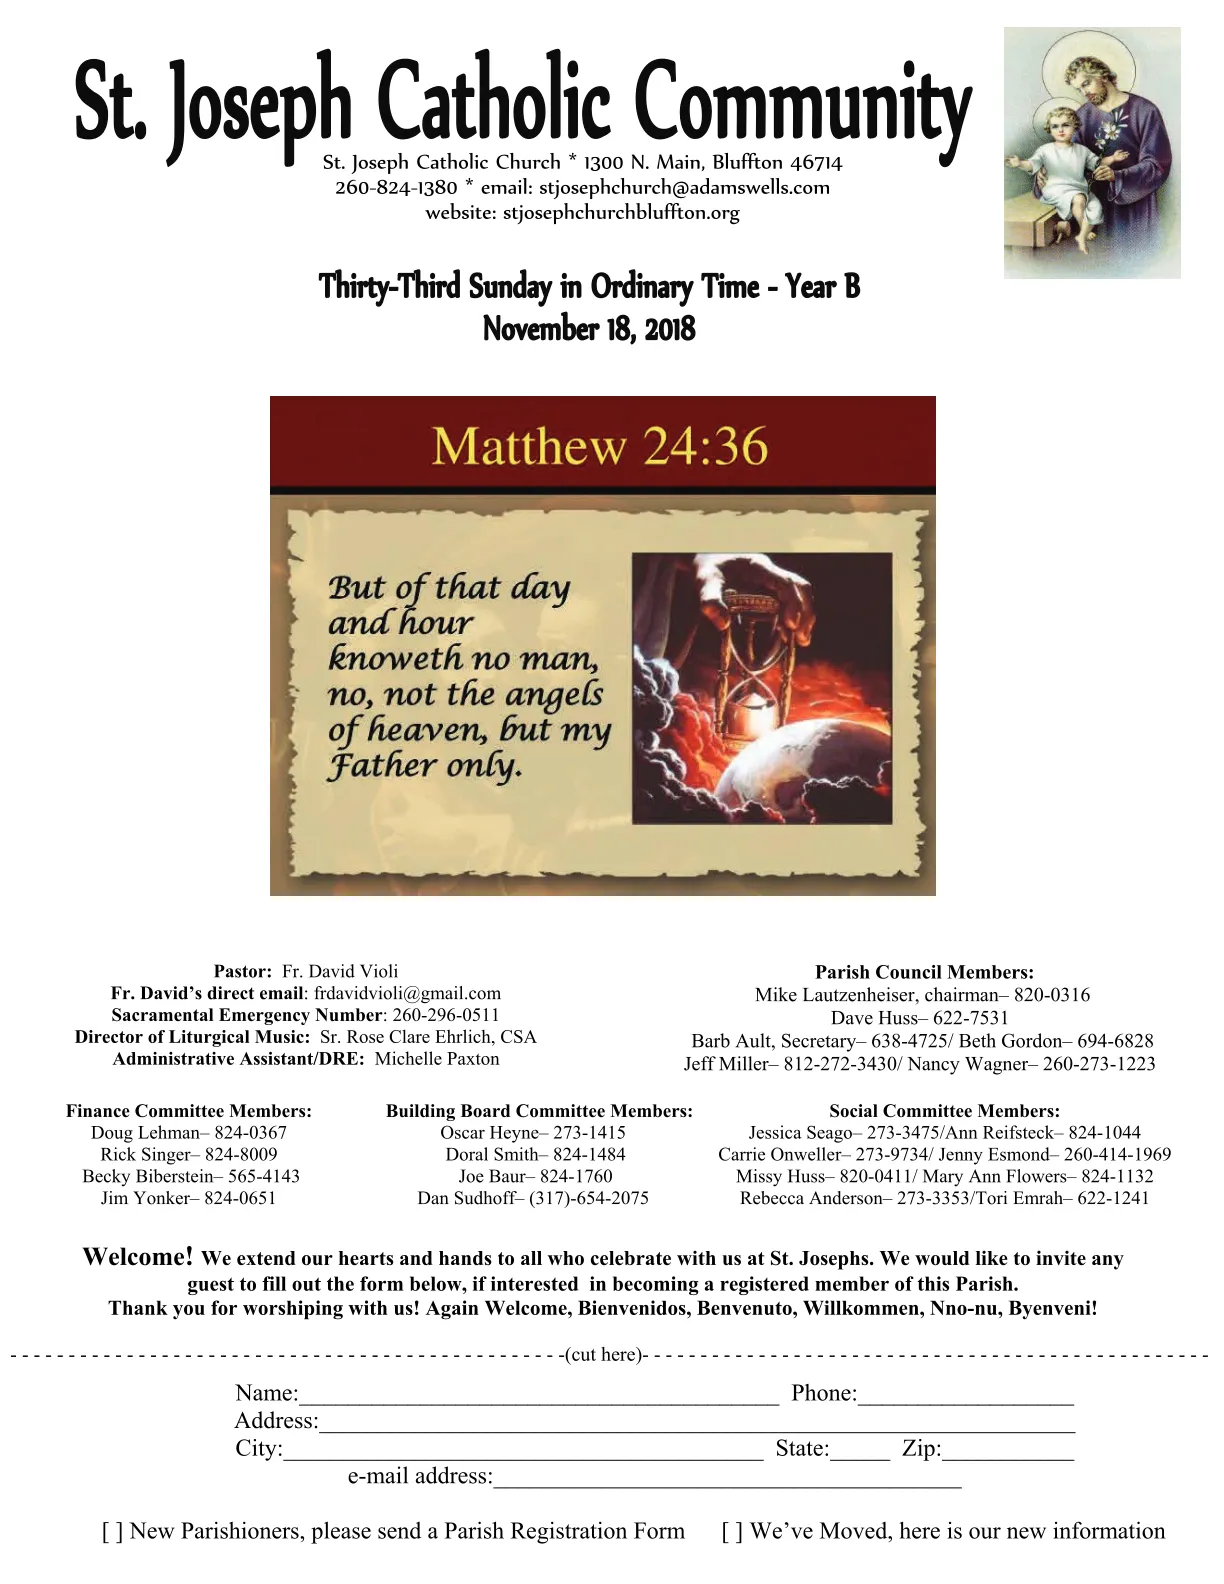 St. Joseph Catholic Community
St. Joseph Catholic Church * 1300 N. Main, Bluffton 46714
260-824-1380 * email: stjosephchurch@adamswells.com
website: stjosephchurchbluffton.org
Thirty-Third Sunday in Ordinary Time - Year B
November 18, 2018
Matthew 24:36
But of that day
and hour
knoweth no man,
no, not the angels
of heaven, but my
Father only.
Pastor: Fr. David Violi
Fr. David's direct email: frdavidvioli@gmail.com
Sacramental Emergency Number: 260-296-0511
Director of Liturgical Music: Sr. Rose Clare Ehrlich, CSA
Administrative Assistant/DRE: Michelle Paxton
Parish Council Members:
Mike Lautzenheiser, chairman– 820-0316
Dave Huss– 622-7531
Barb Ault, Secretary– 638-4725/ Beth Gordon– 694-6828
Jeff Miller– 812-272-3430/ Nancy Wagner– 260-273-1223
Finance Committee Members:
Doug Lehman– 824-0367
Rick Singer– 824-8009
Becky Biberstein– 565-4143
Jim Yonker– 824-0651
Building Board Committee Members:
Oscar Heyne– 273-1415
Doral Smith– 824-1484
Joe Baur– 824-1760
Dan Sudhoff– (317)-654-2075
Social Committee Members:
Jessica Seago– 273-3475/Ann Reifsteck– 824-1044
Carrie Onweller– 273-9734/ Jenny Esmond– 260-414-1969
Missy Huss– 820-0411/ Mary Ann Flowers– 824-1132
Rebecca Anderson– 273-3353/Tori Emrah– 622-1241
Welcome! We extend our hearts and hands to all who celebrate with us at St. Josephs. We would like to invite any
guest to fill out the form below, if interested in becoming a registered member of this Parish.
Thank you for worshiping with us! Again Welcome, Bienvenidos, Benvenuto, Willkommen, Nno-nu, Byenveni!
- - - - - - - - - - - - - - - - - - - - - - - - - - - - - - - - - - - - - - - - - - - - - - -(cut here)- - - - - - - - - - - - - - - - - - - - - - - - - - - - - - - - - - - - - - - - - - - - - - - -
Name:________________________________________ Phone:__________________
Address:_______________________________________________________________
City:________________________________________ State:_____ Zip:___________
e-mail address:_______________________________________
[ ] New Parishioners, please send a Parish Registration Form [ ] We've Moved, here is our new information